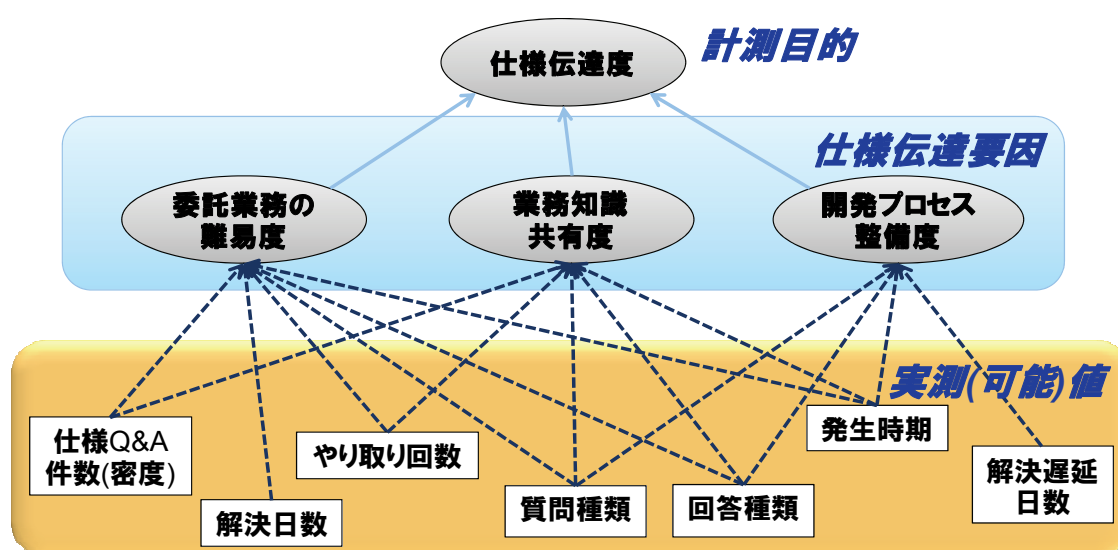 仕様伝達度
計測目的
仕様伝達要因
委託業務の
難易度
業務知識
共有度
開発プロセス
整備度
実測(可能)値
仕様Q&A
件数(密度)
解決日数
やり取り回数
質問種類
回答種類
発生時期
解決遅延
日数